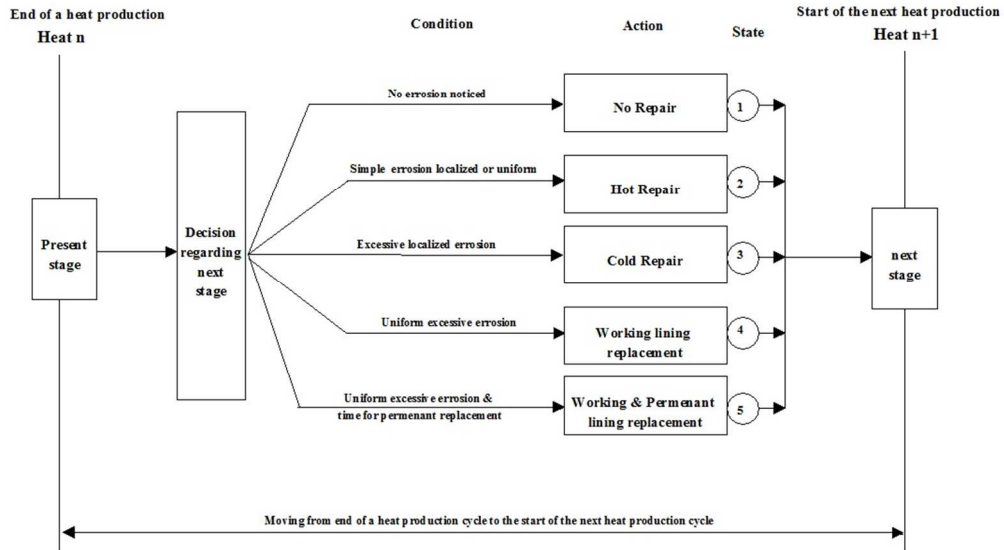 End of a heat production
Heat n
Condition
Action
State
Start of the next heat production
Heat n+1
No errosion noticed
No Repair
1
Simple errosion localized or uniform
Hot Repair
2
Present
stage
Decision
regarding
next
stage
Excessive localized errosion
Cold Repair
3
next
stage
Uniform excessive errosion
Working lining
replacement
4
Uniform excessive errosion &
time for permenant replacement
Working & Permenant
lining replacement
5
Moving from end of a heat production cycle to the start of the next heat production cycle